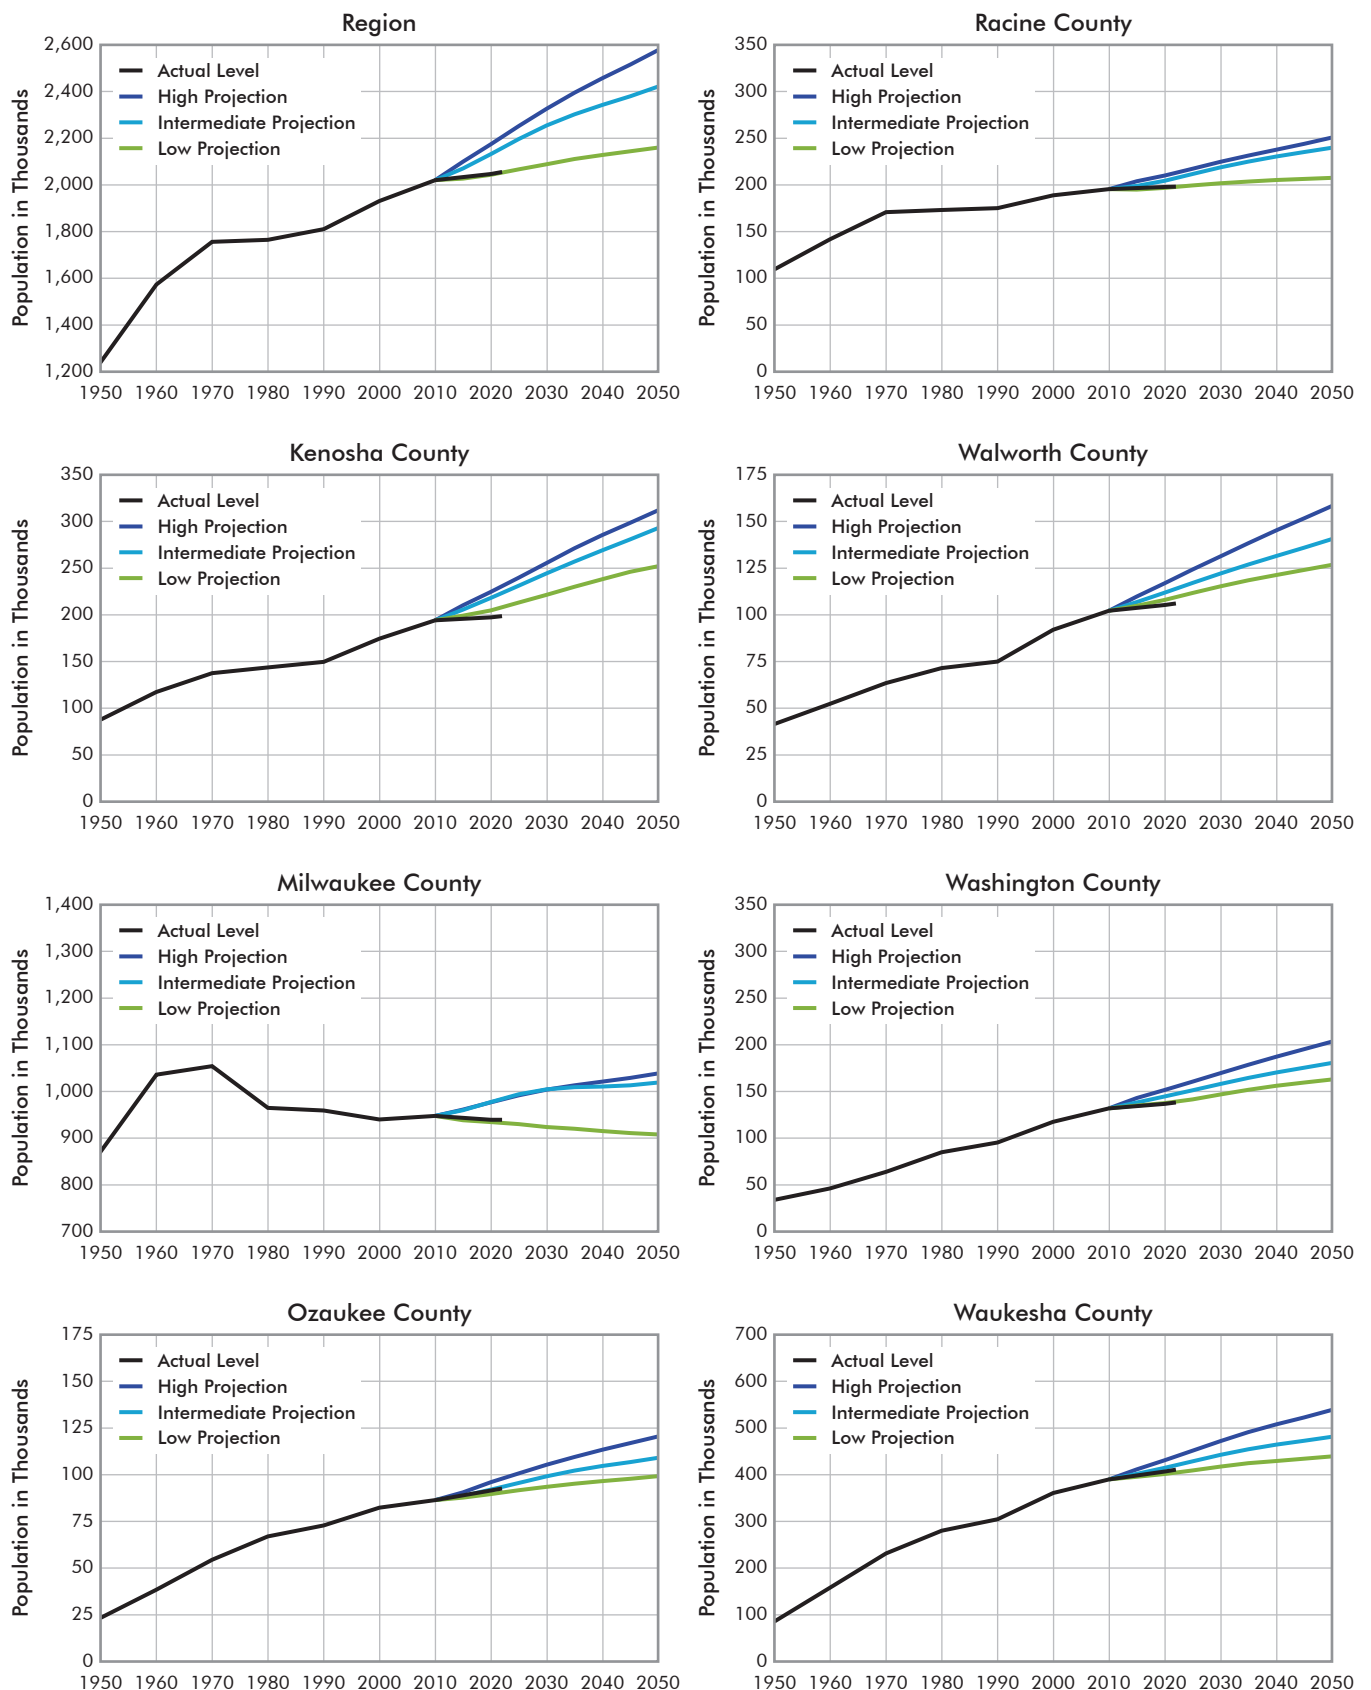 Region
Population in Thousands
2,600
2,400
2,200
2,000
1,800
1,600
1,400
1,200
Actual Level
High Projection
Intermediate Projection
Low Projection
1950 1960 1970 1980 1990 2000 2010 2020 2030 2040 2050
Racine County
Population in Thousands
350
300
250
200
150
100
50
0
Actual Level
High Projection
Intermediate Projection
Low Projection
1950 1960 1970 1980 1990 2000 2010 2020 2030 2040 2050
Kenosha County
Population in Thousands
350
300
250
200
150
100
50
0
Actual Level
High Projection
Intermediate Projection
Low Projection
1950 1960 1970 1980 1990 2000 2010 2020 2030 2040 2050
Walworth County
Population in Thousands
175
150
125
100
75
50
25
0
Actual Level
High Projection
Intermediate Projection
Low Projection
1950 1960 1970 1980 1990 2000 2010 2020 2030 2040 2050
Milwaukee County
Population in Thousands
1,400
1,300
1,200
1,100
1,000
900
800
700
Actual Level
High Projection
Intermediate Projection
Low Projection
1950 1960 1970 1980 1990 2000 2010 2020 2030 2040 2050
Washington County
Population in Thousands
350
300
250
200
150
100
50
0
Actual Level
High Projection
Intermediate Projection
Low Projection
1950 1960 1970 1980 1990 2000 2010 2020 2030 2040 2050
Ozaukee County
Population in Thousands
175
150
125
100
75
50
25
0
Actual Level
High Projection
Intermediate Projection
Low Projection
1950 1960 1970 1980 1990 2000 2010 2020 2030 2040 2050
Waukesha County
Population in Thousands
700
600
500
400
300
200
100
0
Actual Level
High Projection
Intermediate Projection
Low Projection
1950 1960 1970 1980 1990 2000 2010 2020 2030 2040 2050